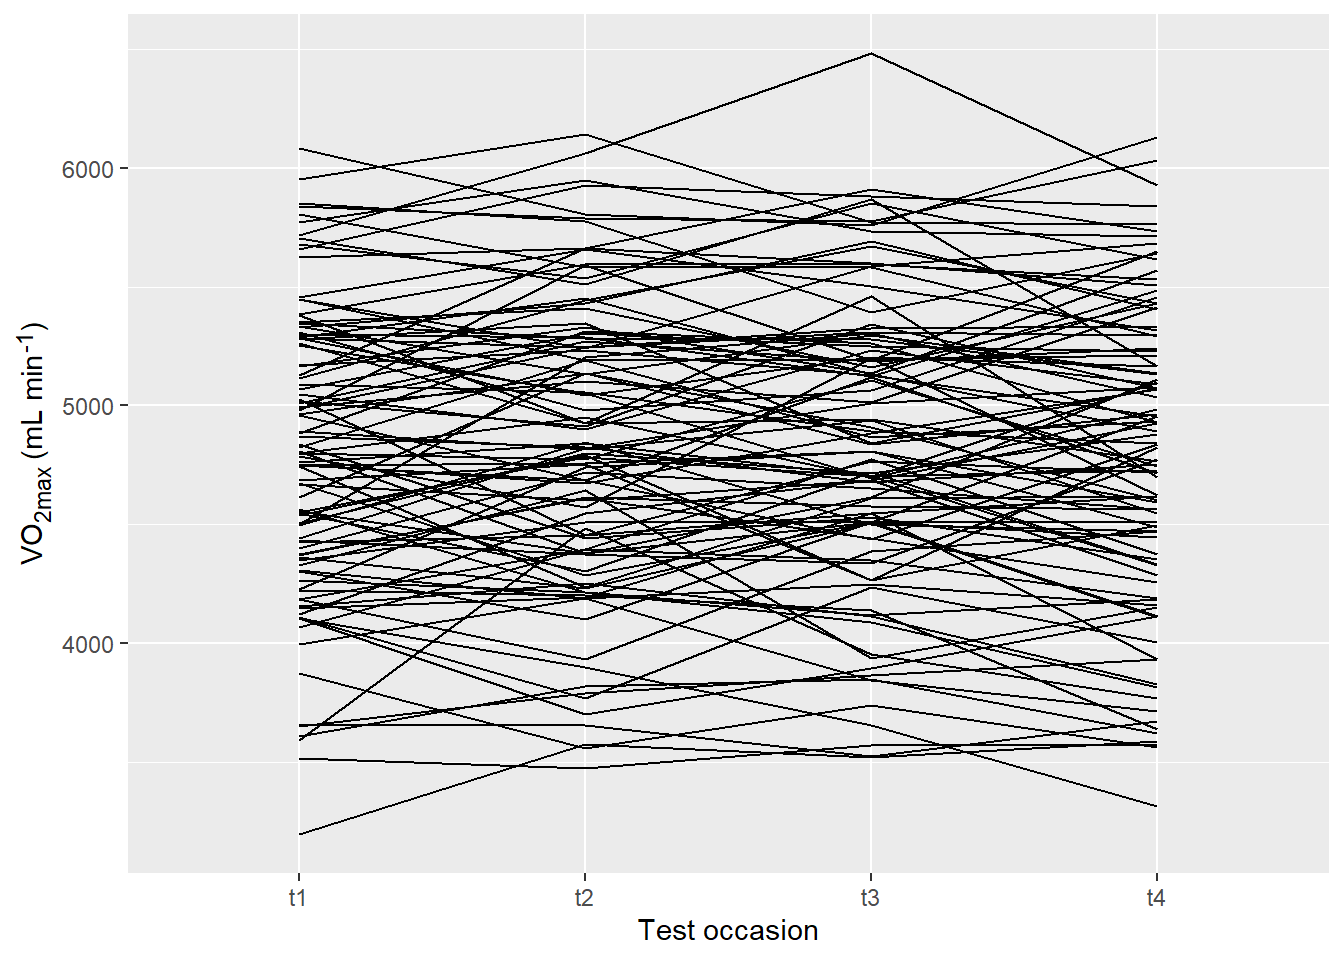 VO2max (mL min-1)
6000
5000
4000
t1 t2 t3 t4
Test occasion